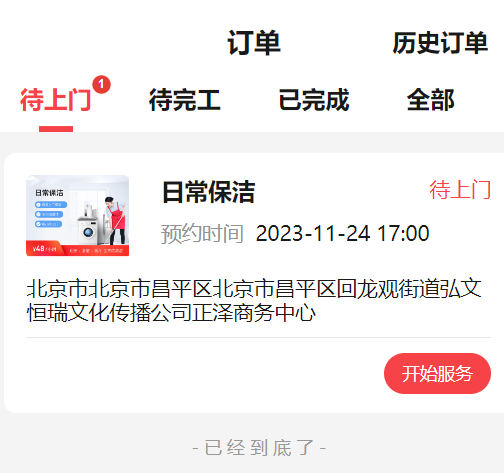 订单
历史订单
待上门
1
待完工
已完成
全部
日常保洁
¥48
日常保洁
待上门
预约时间 2023-11-24 17:00
北京市北京市昌平区北京市昌平区回龙观街道弘文
恒瑞文化传播公司正泽商务中心
开始服务
- 已经到底了 -